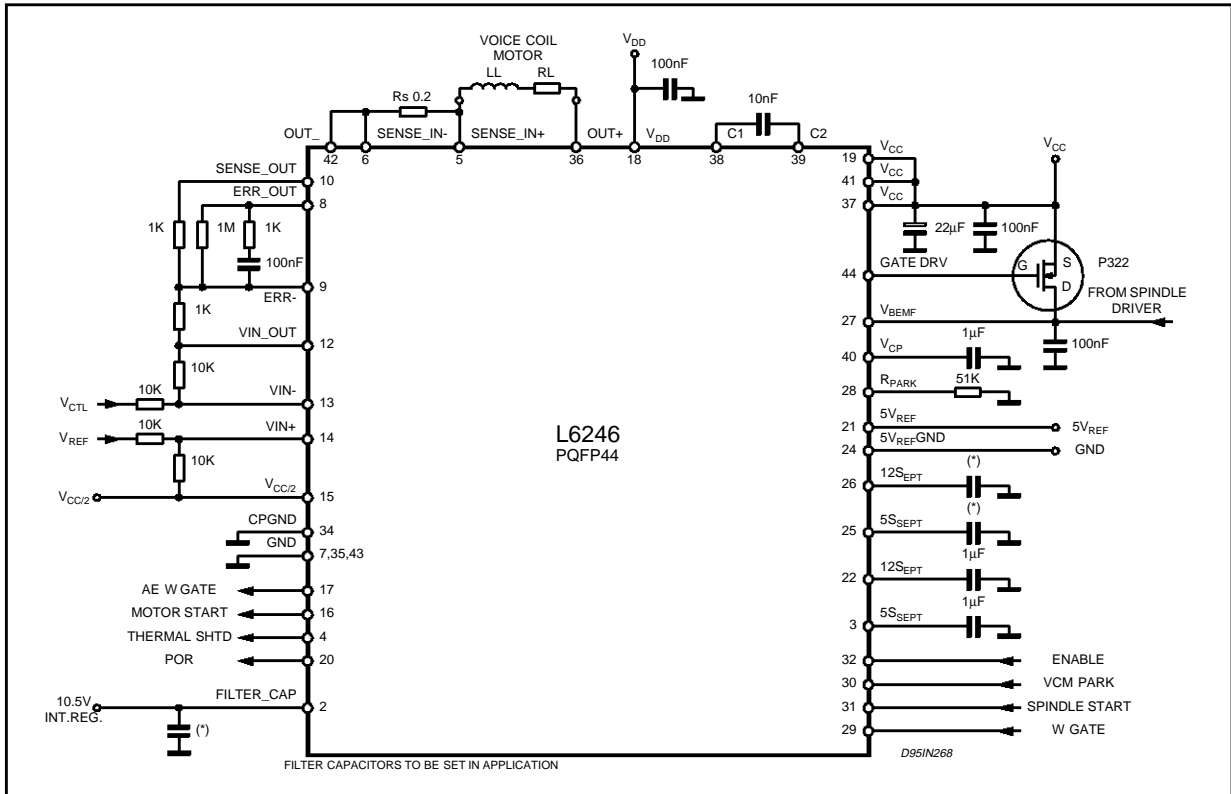 VOICE COIL
MOTOR
LL
RL
Rs 0.2
VDD
100nF
10nF
OUT_
SENSE_IN-
SENSE_IN+
OUT+
VDD
C1
C2
42
6
5
36
18
38
39
SENSE_OUT
10
ERR_OUT
8
1K
1M
1K
100nF
9
ERR-
1K
VIN_OUT
12
10K
VCTL
10K
VIN-
13
VREF
10K
VIN+
14
10K
VCC/2
VCC/2
15
CPGND
34
GND
7,35,43
AE W GATE
17
MOTOR START
16
THERMAL SHTD
4
POR
20
10.5V
INT.REG.
FILTER_CAP
2
(*)
L6246
PQFP44
19
VCC
41
VCC
37
VCC
VCC
22µF
100nF
44
GATE DRV
G
S
D
P322
FROM SPINDLE
DRIVER
27
VBEMF
100nF
40
VCP
1µF
28
RPARK
51K
21
5VREF
5VREF
24
5VREFGND
GND
26
12SEPT
(*)
25
5SSEPT
(*)
22
12SEPT
1µF
3
5SSEPT
1µF
32
ENABLE
30
VCM PARK
31
SPINDLE START
29
W GATE
D95IN268
FILTER CAPACITORS TO BE SET IN APPLICATION